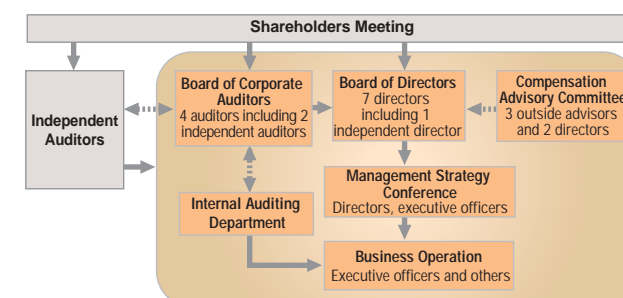 Shareholders Meeting
Independent
Auditors
Board of Corporate
Auditors
4 auditors including 2
independent auditors
Board of Directors
7 directors
including 1
independent director
Compensation
Advisory Committee
3 outside advisors
and 2 directors
Internal Auditing
Department
Management Strategy
Conference
Directors, executive officers
Business Operation
Executive officers and others